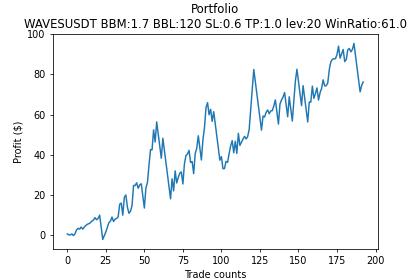 Portfolio
WAVESUSDT BBM:1.7 BBL:120 SL:0.6 TP:1.0 lev:20 WinRatio:61.0
100
80
60
40
20
0
Profit ($)
0 25 50 75 100 125 150 175 200
Trade counts